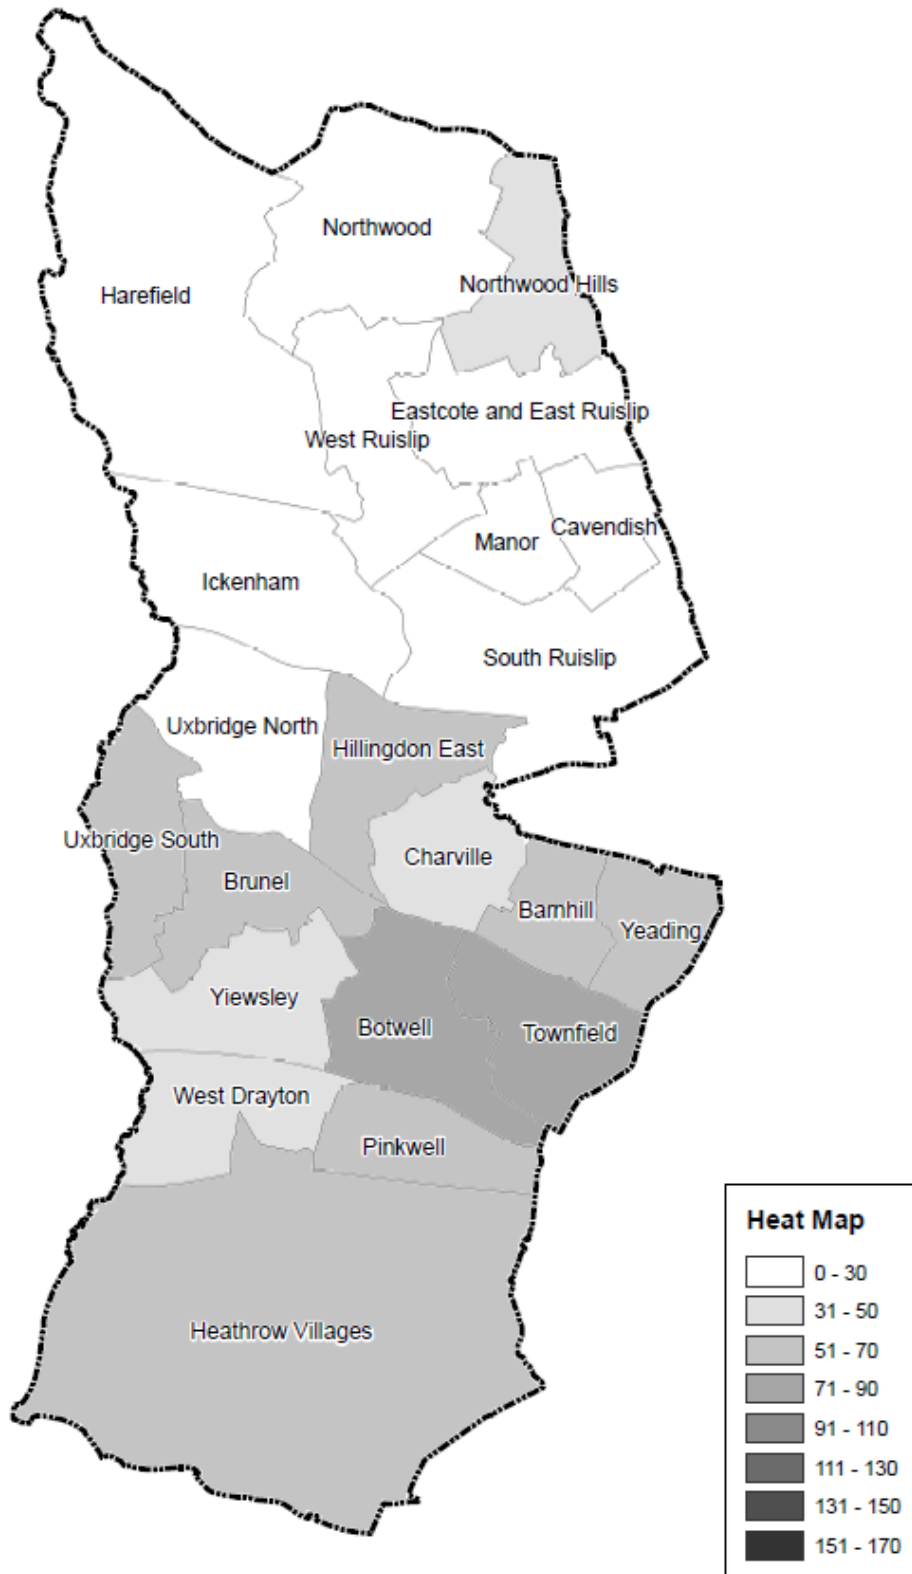 Northwood
Northwood Hills
Harefield
Eastcote and East Ruislip
West Ruislip
Cavendish
Manor
Ickenham
South Ruislip
Uxbridge North
Hillingdon East
Uxbridge South
Charville
Brunel
Barnhill
Yeading
Yiewsley
Botwell
Townfield
West Drayton
Pinkwell
Heathrow Villages
Heat Map
0 - 30
31 - 50
51 - 70
71 - 90
91 - 110
111 - 130
131 - 150
151 - 170